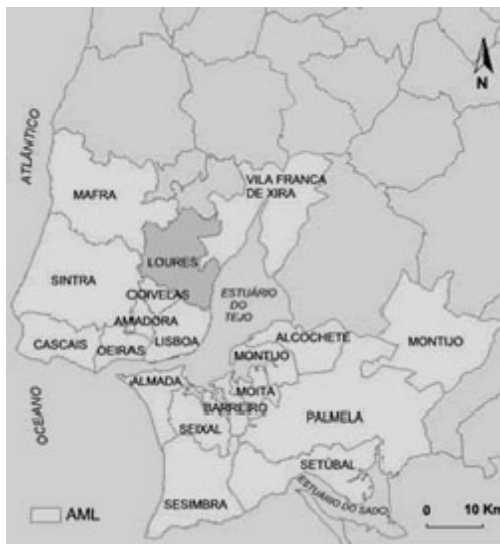 N
ATLÂNTICO
MAFRA
VILA FRANCA
DE XIRA
LOURES
SINTRA
ODIVELAS
ESTUÁRIO
DO
TEJO
AMADORA
CASCAIS
OEIRAS
LISBOA
ALCOCHETE
MONTIJO
MONTIJO
ALMADA
MOITA
BARREIRO
PALMELA
SEIXAL
OCEANO
SETÚBAL
SESIMBRA
ESTUÁRIO DO SADO
AML
0 10 Km